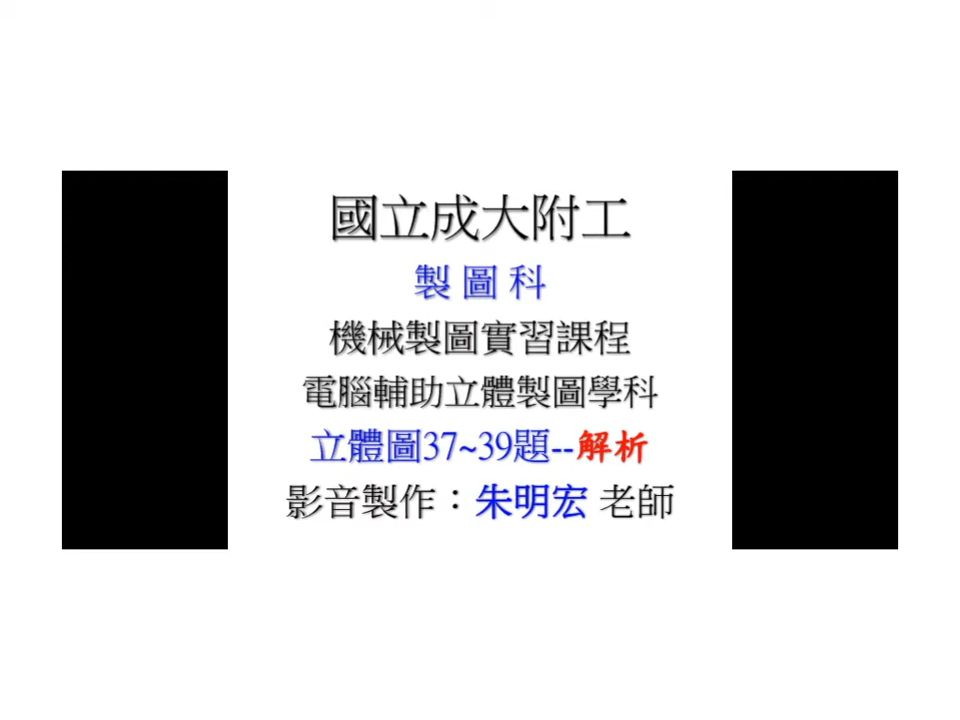 國立成大附工
製圖科
機械製圖實習課程
電腦輔助立體製圖學科
立體圖37~39題--解析
影音製作：朱明宏 老師